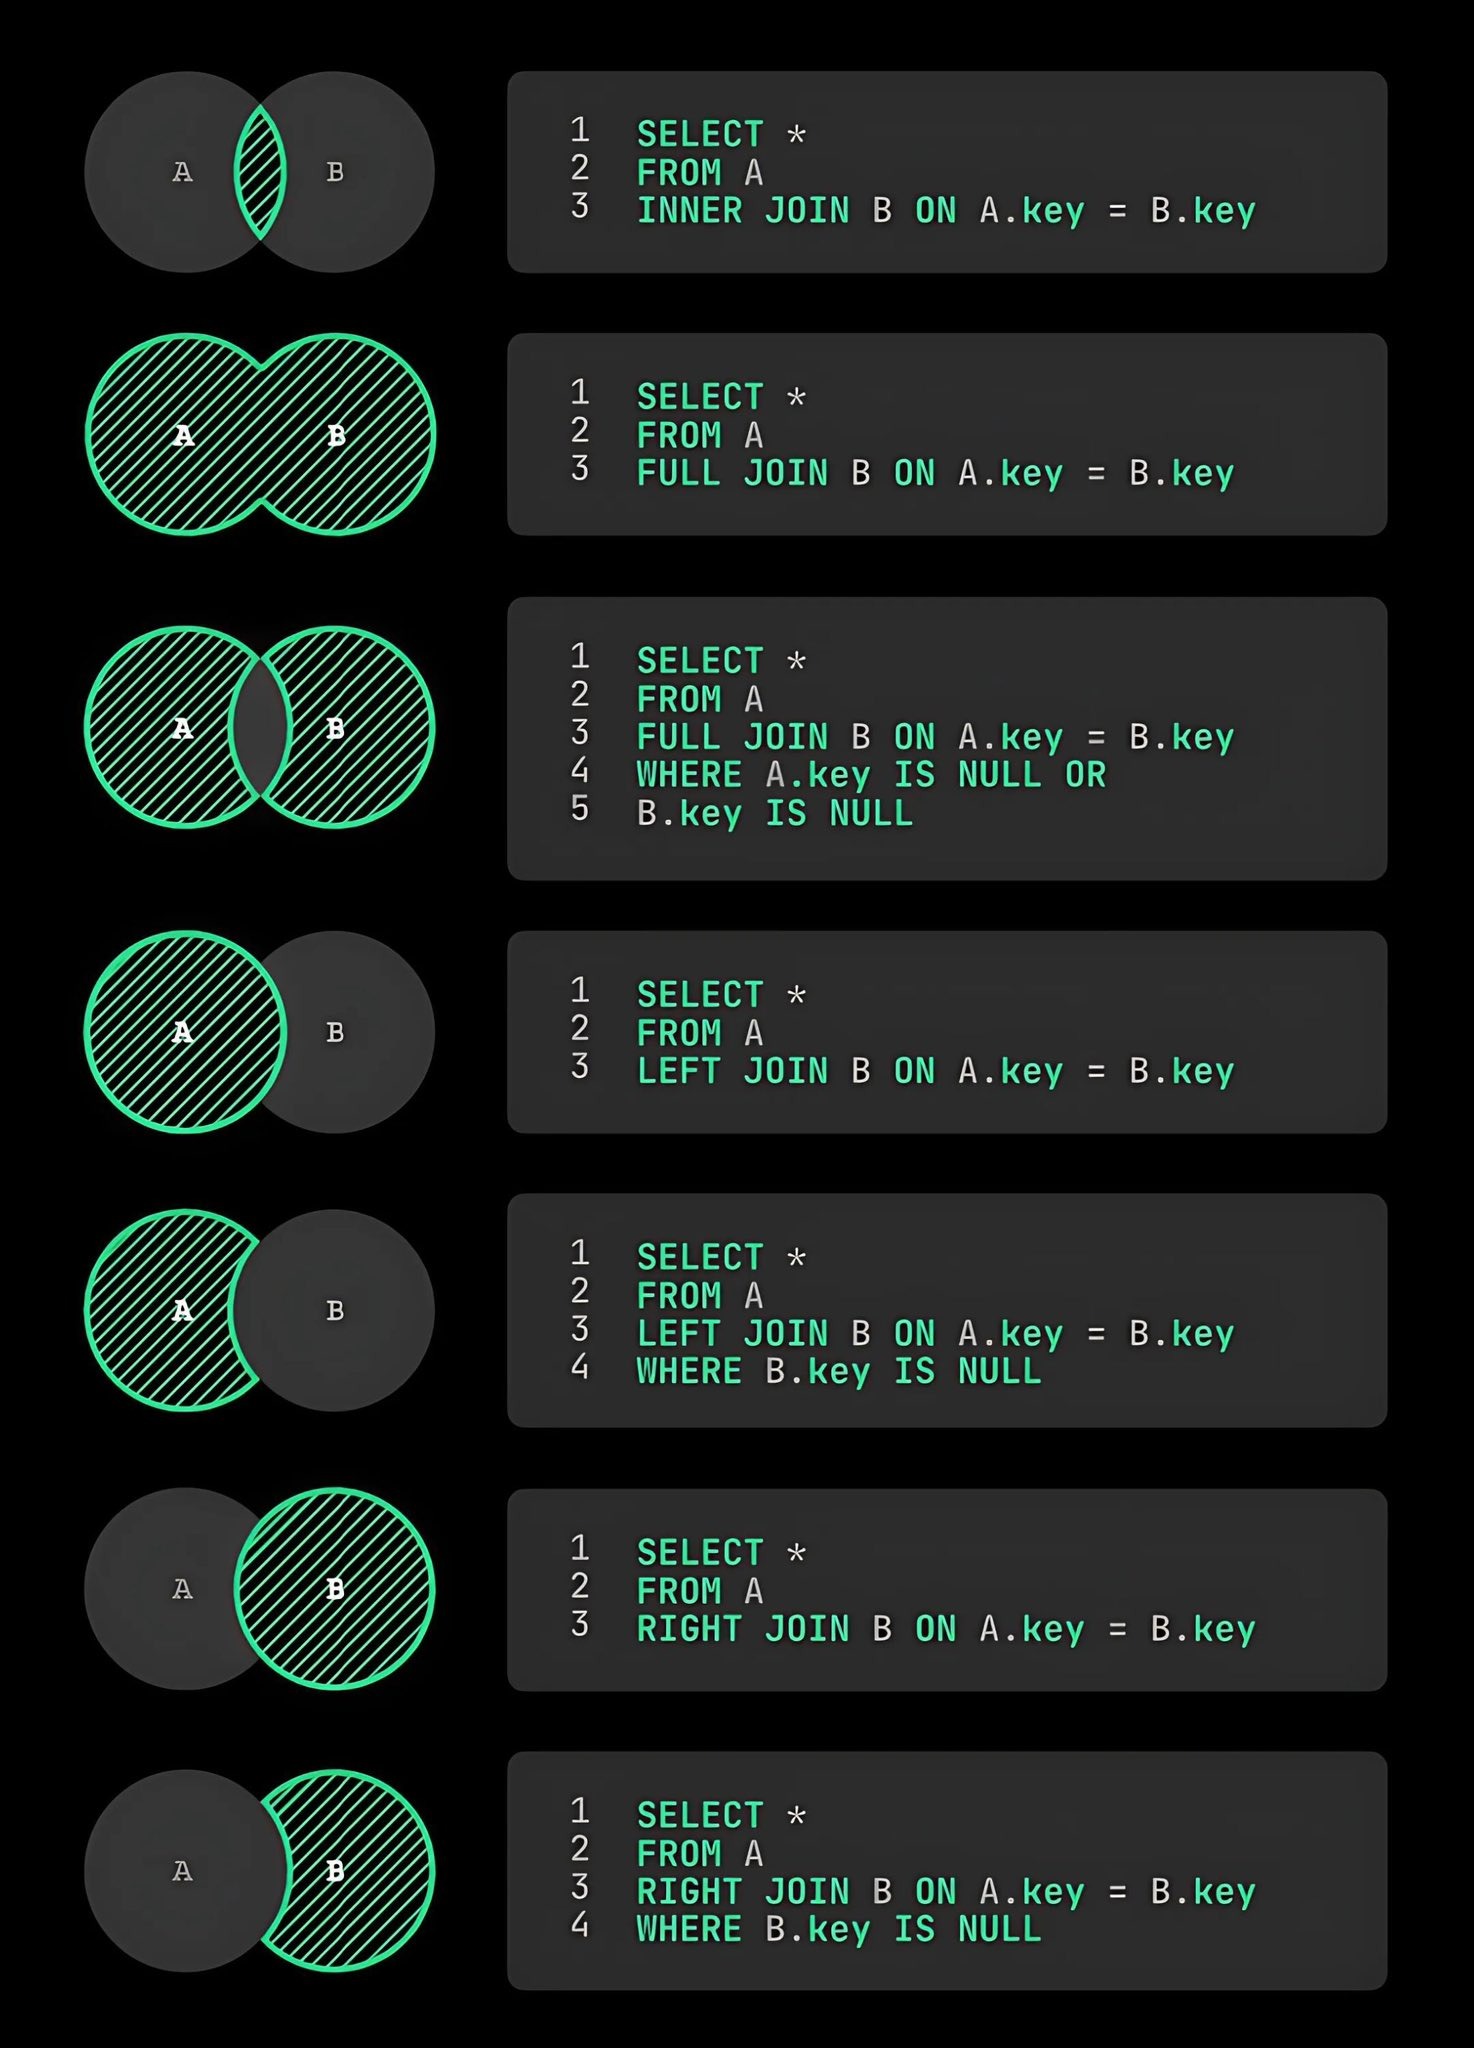 A B
1 SELECT *
2 FROM A
3 INNER JOIN B ON A.key = B.key
A B
1 SELECT *
2 FROM A
3 FULL JOIN B ON A.key = B.key
A B
1 SELECT *
2 FROM A
3 FULL JOIN B ON A.key = B.key
4 WHERE A.key IS NULL OR
5 B.key IS NULL
A B
1 SELECT *
2 FROM A
3 LEFT JOIN B ON A.key = B.key
A B
1 SELECT *
2 FROM A
3 LEFT JOIN B ON A.key = B.key
4 WHERE B.key IS NULL
A B
1 SELECT *
2 FROM A
3 RIGHT JOIN B ON A.key = B.key
A B
1 SELECT *
2 FROM A
3 RIGHT JOIN B ON A.key = B.key
4 WHERE B.key IS NULL